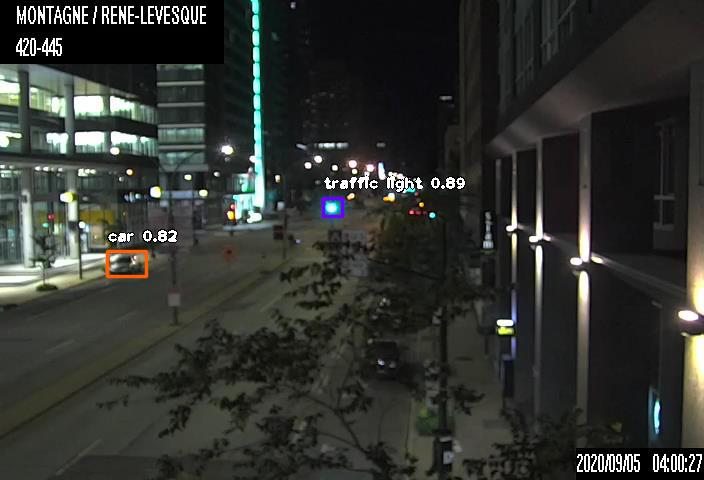 MONTAGNE / RENE-LEVESQUE
420-445
traffic light 0.89
car 0.82
2020/09/05 04:00:27